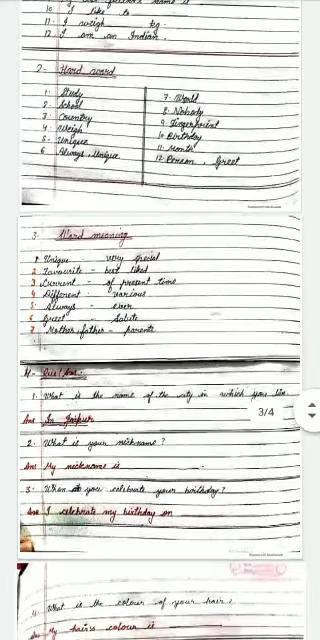 10 I like to
11. I weigh kg.
12. I am an Indian.
2- Hard word
1. Study
2. School
3. Country
4. Weigh
5. Unique
6 Always, Unique
7. World
8. Nobody
9. Fingerprint
10. Birthday
11. Month
12. Person, Greet
3. Word meaning
1 Unique - very special
2 Favourite - best liked
3 Current - of present time
4 Different - various
5 Always - ever
6 Greet - Salute
7 Mother, father - parents
4- Que/Ans.
1. What is the name of the city in which you live.
Ans In Jaipur
3/4
2. What is your nickname?
Ans My nickname is .
3. When do you celebrate your birthday?
Ans I celebrate my birthday on
4. What is the colour of your hair?
Ans My hair's colour is